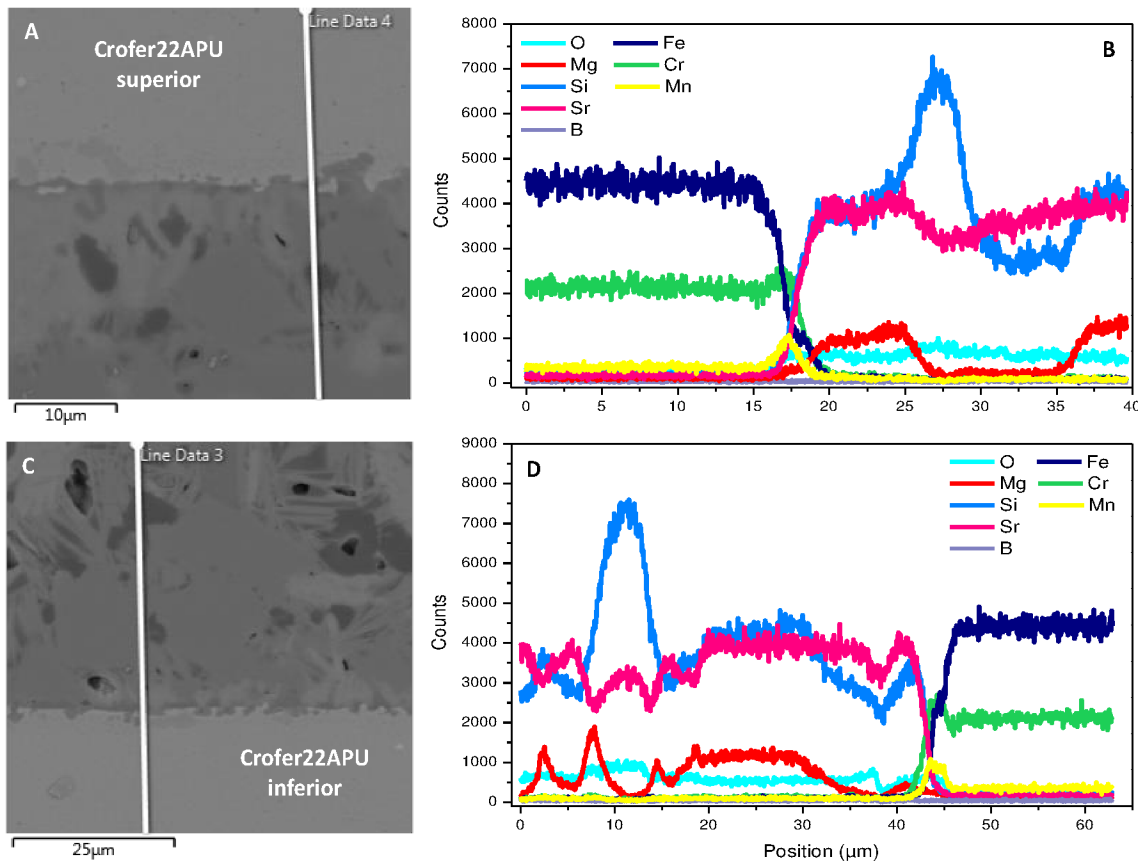 A
Line Data 4
Crofer22APU
superior
10μm
B
O
Fe
Mg
Cr
Si
Mn
Sr
B
Counts
8000
7000
6000
5000
4000
3000
2000
1000
0
0 5 10 15 20 25 30 35 40
C
Line Data 3
Crofer22APU
inferior
25μm
D
O
Fe
Mg
Cr
Si
Mn
Sr
B
Counts
9000
8000
7000
6000
5000
4000
3000
2000
1000
0
0 10 20 30 40 50 60
Position (μm)